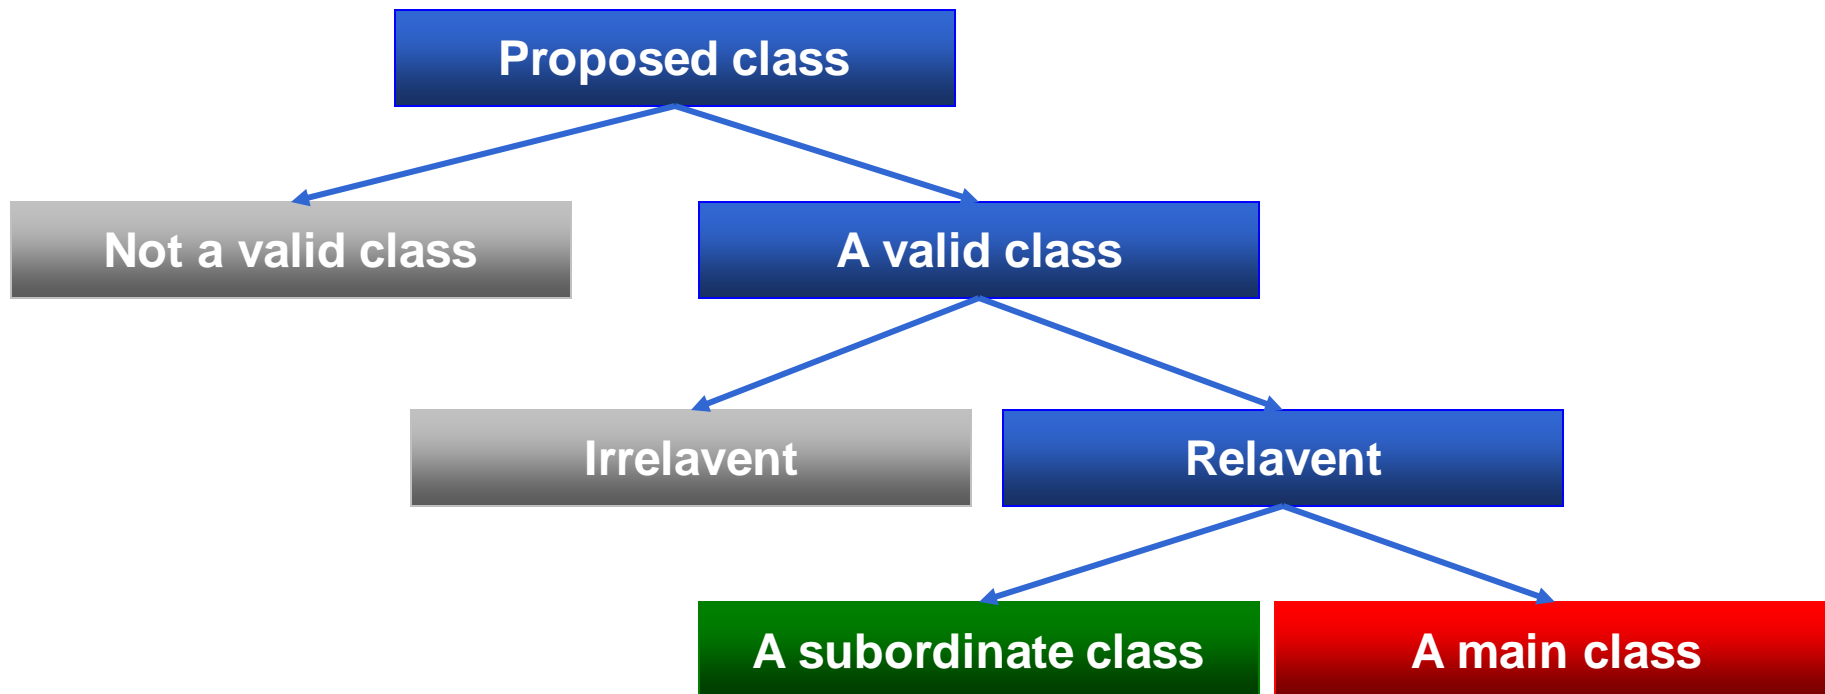 Proposed class
Not a valid class
A valid class
Irrelavent
Relavent
A subordinate class
A main class